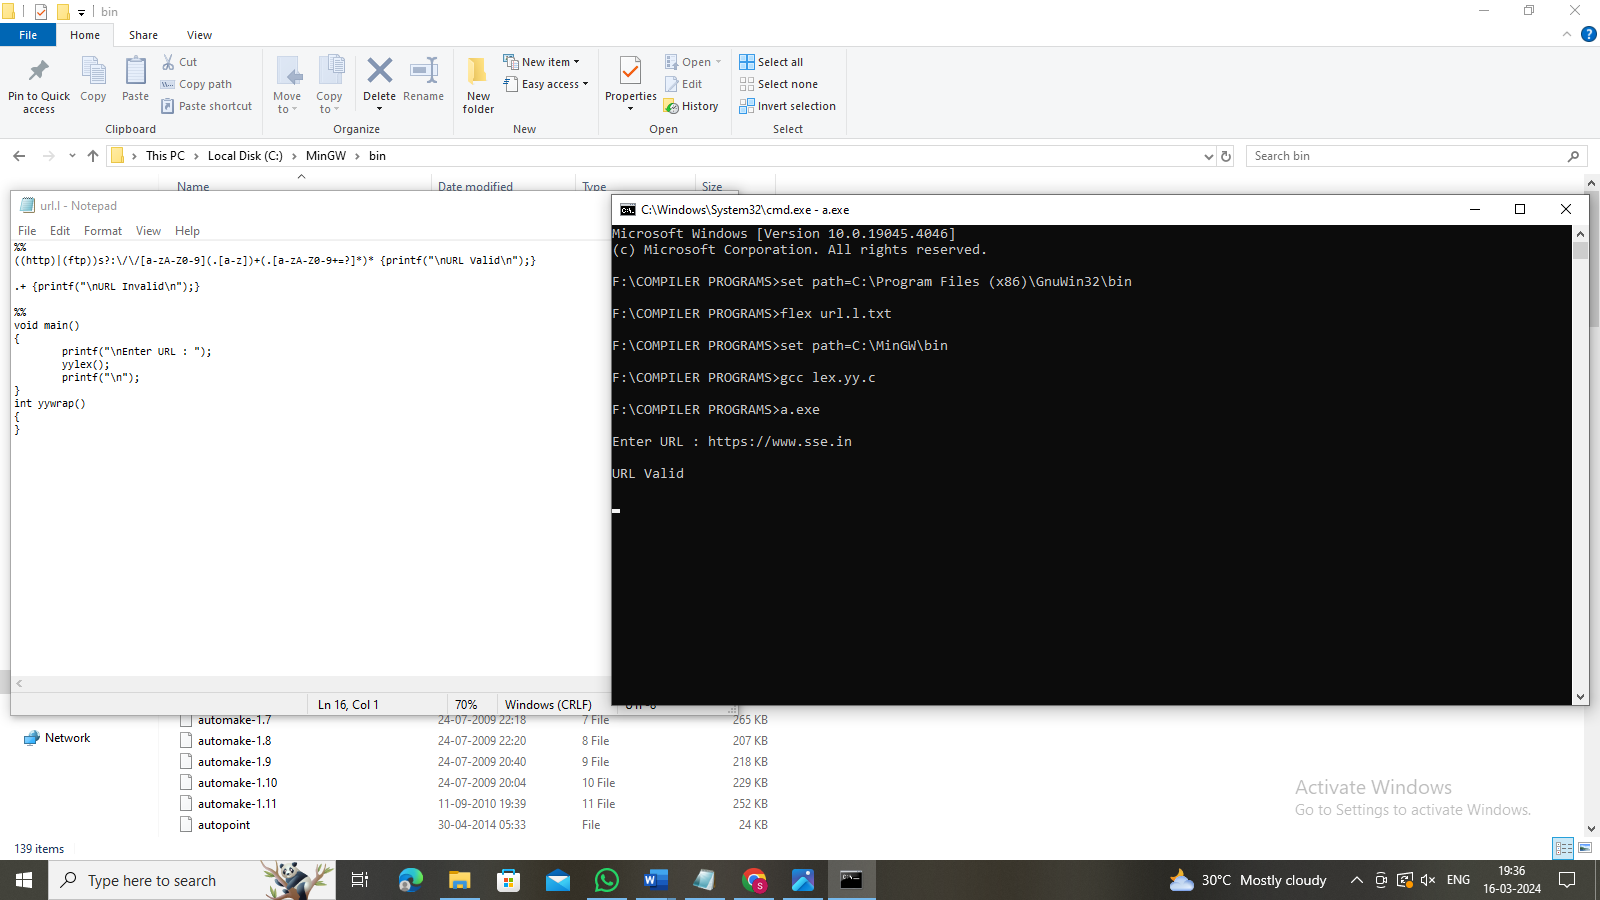 bin
File Home Share View
Pin to Quick access
Copy
Paste
Cut
Copy path
Paste shortcut
Clipboard
Move to
Copy to
Delete
Rename
Organize
New folder
New item
Easy access
New
Properties
Open
Edit
History
Open
Select all
Select none
Invert selection
Select
This PC > Local Disk (C:) > MinGW > bin
Search bin
Name Date modified Type Size
url.l - Notepad
File Edit Format View Help
%%
((http)|(ftp))s?:\/\/[a-zA-Z0-9](.[a-z])+(.[a-zA-Z0-9+=?]*)* {printf("\nURL Valid\n");}
.+ {printf("\nURL Invalid\n");}
%%
void main()
{
printf("\nEnter URL : ");
yylex();
printf("\n");
}
int yywrap()
{
}
Ln 16, Col 1 70% Windows (CRLF)
C:\Windows\System32\cmd.exe - a.exe
Microsoft Windows [Version 10.0.19045.4046]
(c) Microsoft Corporation. All rights reserved.
F:\COMPILER PROGRAMS>set path=C:\Program Files (x86)\GnuWin32\bin
F:\COMPILER PROGRAMS>flex url.l.txt
F:\COMPILER PROGRAMS>set path=C:\MinGW\bin
F:\COMPILER PROGRAMS>gcc lex.yy.c
F:\COMPILER PROGRAMS>a.exe
Enter URL : https://www.sse.in
URL Valid
automake-1.7 24-07-2009 22:18 7 File 265 KB
Network
automake-1.8 24-07-2009 22:20 8 File 207 KB
automake-1.9 24-07-2009 20:40 9 File 218 KB
automake-1.10 24-07-2009 20:04 10 File 229 KB
automake-1.11 11-09-2010 19:39 11 File 252 KB
autopoint 30-04-2014 05:33 File 24 KB
Activate Windows
Go to Settings to activate Windows.
139 items
Type here to search
30°C Mostly cloudy
ENG
19:36
16-03-2024